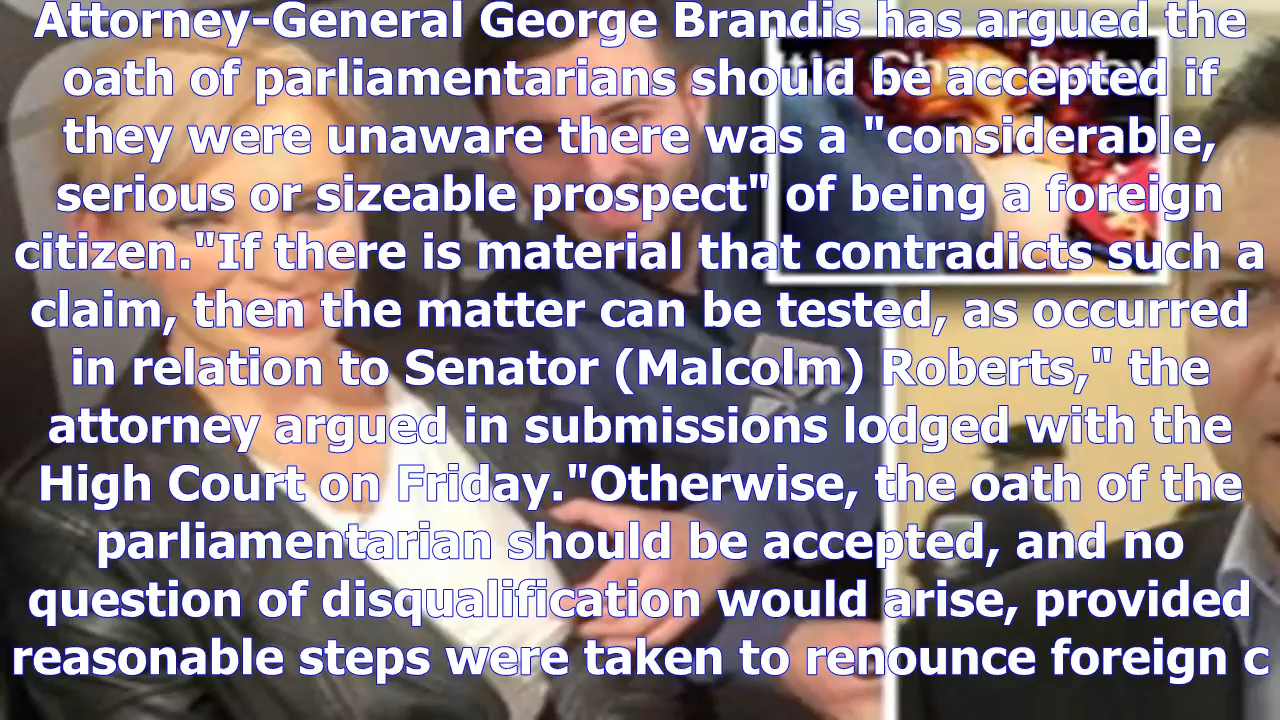 Attorney-General George Brandis has argued the
oath of parliamentarians should be accepted if
they were unaware there was a "considerable,
serious or sizeable prospect" of being a foreign
citizen."If there is material that contradicts such a
claim, then the matter can be tested, as occurred
in relation to Senator (Malcolm) Roberts," the
attorney argued in submissions lodged with the
High Court on Friday."Otherwise, the oath of the
parliamentarian should be accepted, and no
question of disqualification would arise, provided
reasonable steps were taken to renounce foreign c